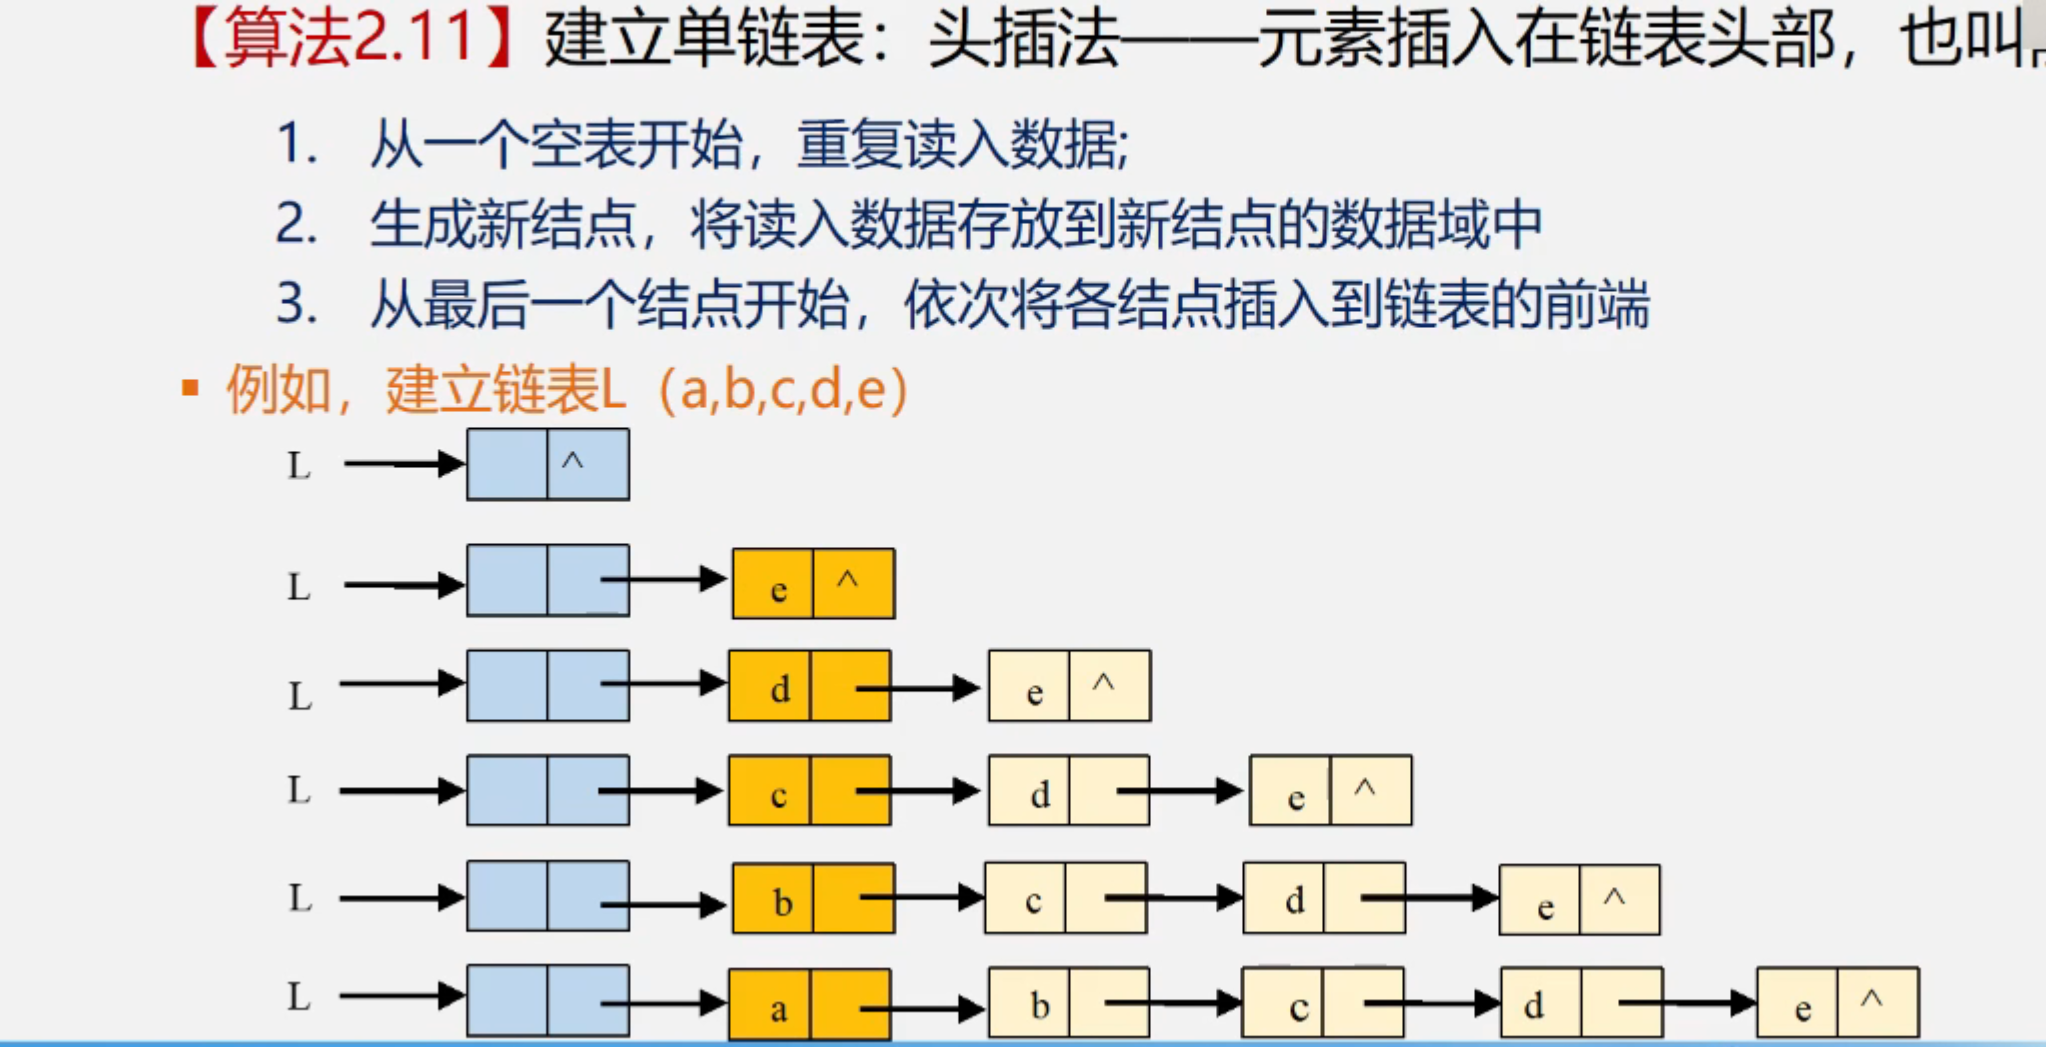 【算法2.11】建立单链表：头插法——元素插入在链表头部，也叫
1. 从一个空表开始，重复读入数据;
2. 生成新结点，将读入数据存放到新结点的数据域中
3. 从最后一个结点开始，依次将各结点插入到链表的前端
▪ 例如，建立链表L（a,b,c,d,e）
L ^
L e ^
L d e ^
L c d e ^
L b c d e ^
L a b c d e ^